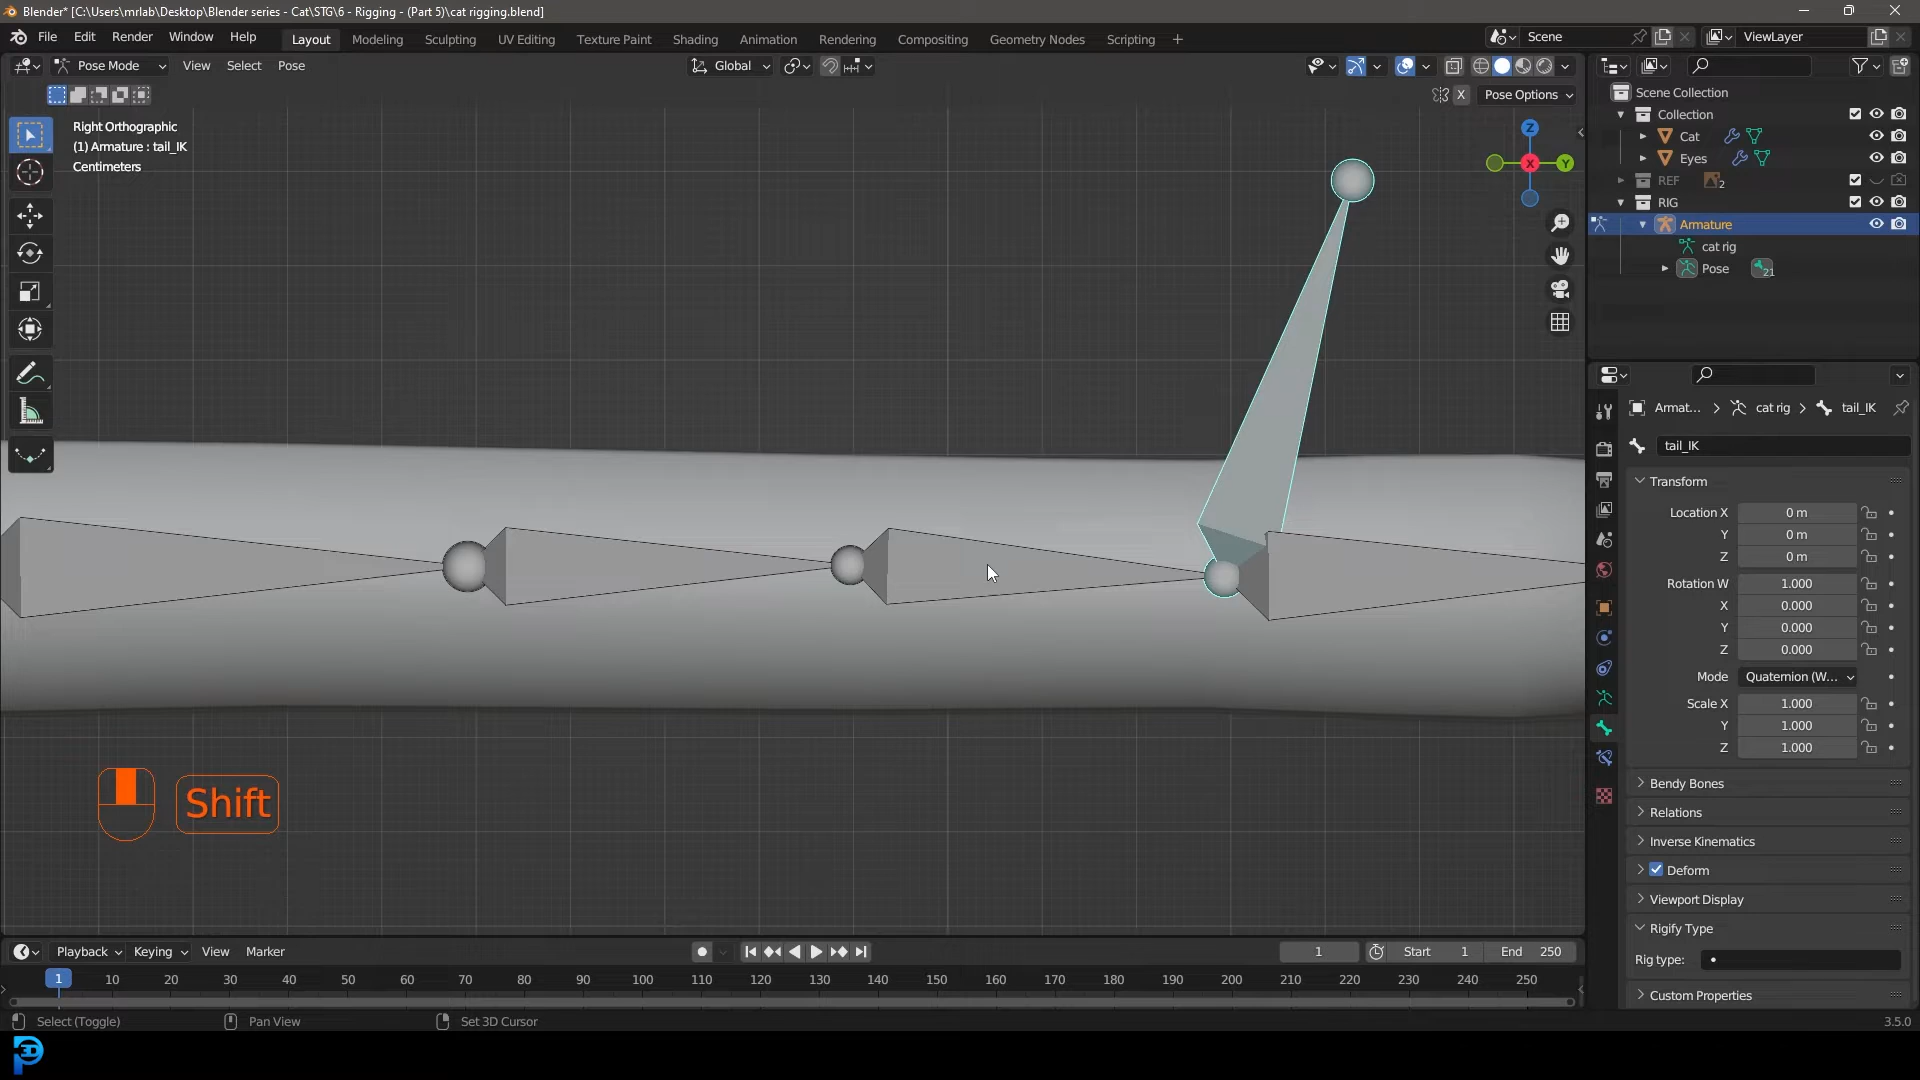 Blender* [C:\Users\mrlab\Desktop\Blender series - Cat\STG\6 - Rigging - (Part 5)\cat rigging.blend]
File Edit Render Window Help Layout Modeling Sculpting UV Editing Texture Paint Shading Animation Rendering Compositing Geometry Nodes Scripting + Scene ViewLayer
Pose Mode View Select Pose Global
X Pose Options
Right Orthographic
(1) Armature : tail_IK
Centimeters
Z
X
Y
Scene Collection
Collection
Cat
Eyes
REF 2
RIG
Armature
cat rig
Pose 21
Armat... > cat rig > tail_IK
tail_IK
Transform
Location X 0 m
Y 0 m
Z 0 m
Rotation W 1.000
X 0.000
Y 0.000
Z 0.000
Mode Quaternion (W...
Scale X 1.000
Y 1.000
Z 1.000
Bendy Bones
Relations
Inverse Kinematics
Deform
Viewport Display
Rigify Type
Rig type:
Custom Properties
Shift
Playback Keying View Marker 1 Start 1 End 250
1 10 20 30 40 50 60 70 80 90 100 110 120 130 140 150 160 170 180 190 200 210 220 230 240 250
Select (Toggle) Pan View Set 3D Cursor 3.5.0